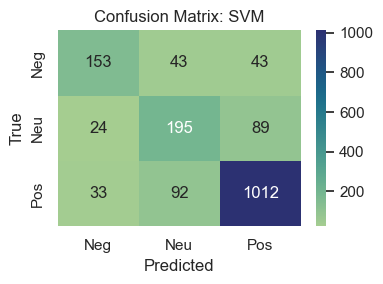 Confusion Matrix: SVM
True
Neg 153 43 43
Neu 24 195 89
Pos 33 92 1012
Neg Neu Pos
Predicted
1000
800
600
400
200